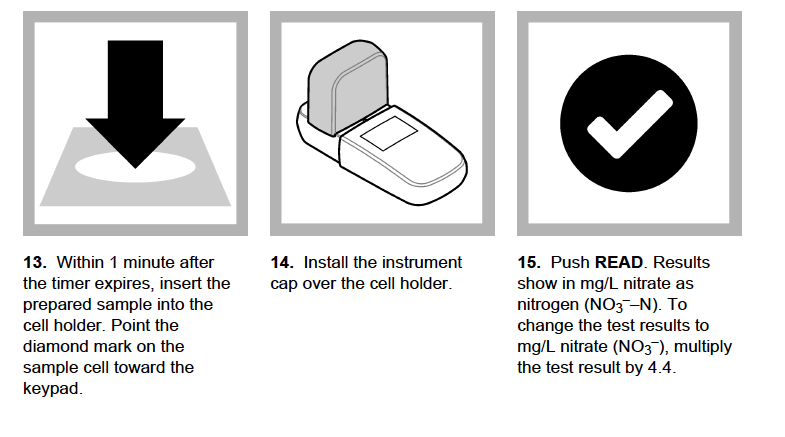 13. Within 1 minute after
the timer expires, insert the
prepared sample into the
cell holder. Point the
diamond mark on the
sample cell toward the
keypad.
14. Install the instrument
cap over the cell holder.
15. Push READ. Results
show in mg/L nitrate as
nitrogen (NO₃⁻–N). To
change the test results to
mg/L nitrate (NO₃⁻), multiply
the test result by 4.4.